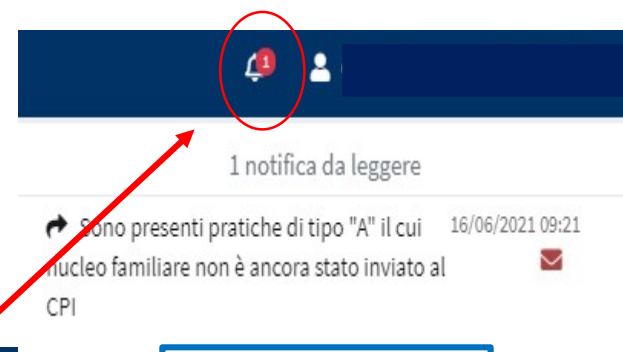 1
1 notifica da leggere
Sono presenti pratiche di tipo "A" il cui 16/06/2021 09:21
nucleo familiare non è ancora stato inviato al
CPI